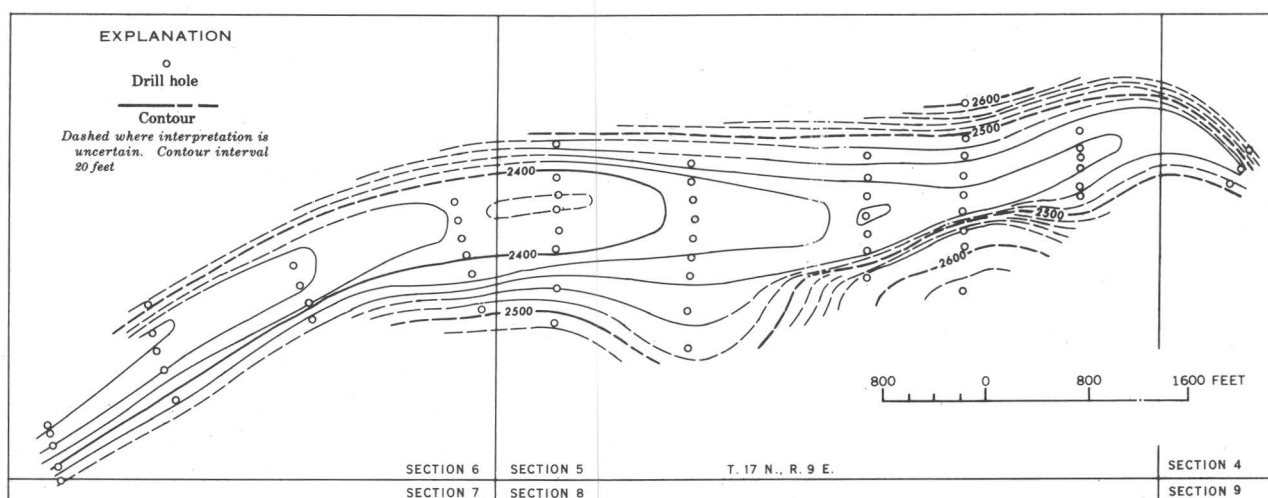 EXPLANATION
Drill hole
Contour
Dashed where interpretation is
uncertain. Contour interval
20 feet
2600
2500
2400
2500
2400
2600
2500
800 0 800 1600 FEET
SECTION 6 SECTION 5 T. 17 N., R. 9 E. SECTION 4
SECTION 7 SECTION 8 SECTION 9